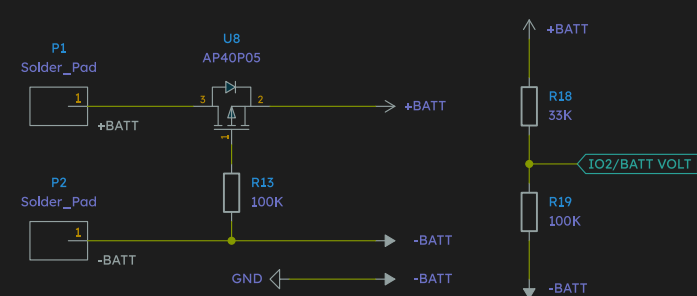 P1
Solder_Pad
1
+BATT
U8
AP40P05
3
2
1
+BATT
R13
100K
P2
Solder_Pad
1
-BATT
-BATT
GND
-BATT
+BATT
R18
33K
IO2/BATT VOLT
R19
100K
-BATT